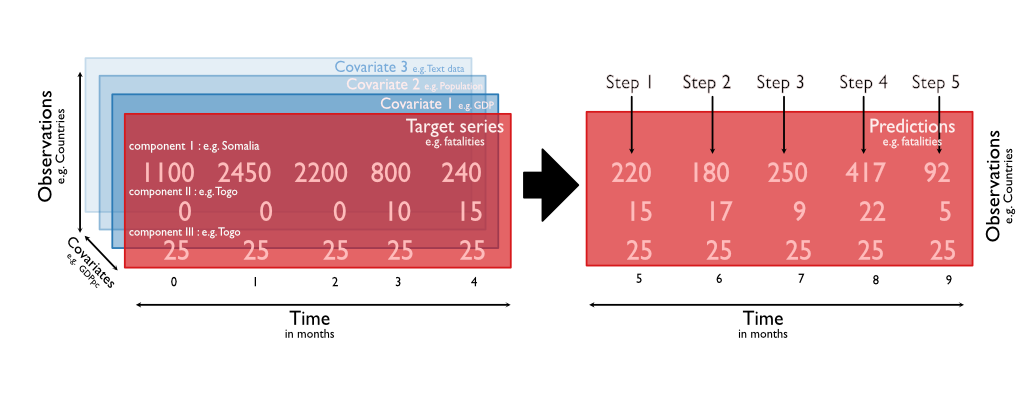 Covariate 3 e.g. Text data
Covariate 2 e.g. Population
Covariate 1 e.g. GDP
Target series
e.g. fatalities
component 1 : e.g. Somalia
1100 2450 2200 800 240
component II : e.g. Togo
0 0 0 10 15
component III : e.g. Togo
25 25 25 25 25
0 1 2 3 4
Time
in months
Observations
e.g. Countries
Covariates
e.g. GDPpc
Step 1 Step 2 Step 3 Step 4 Step 5
Predictions
e.g. fatalities
220 180 250 417 92
15 17 9 22 5
25 25 25 25 25
5 6 7 8 9
Time
in months
Observations
e.g. Countries